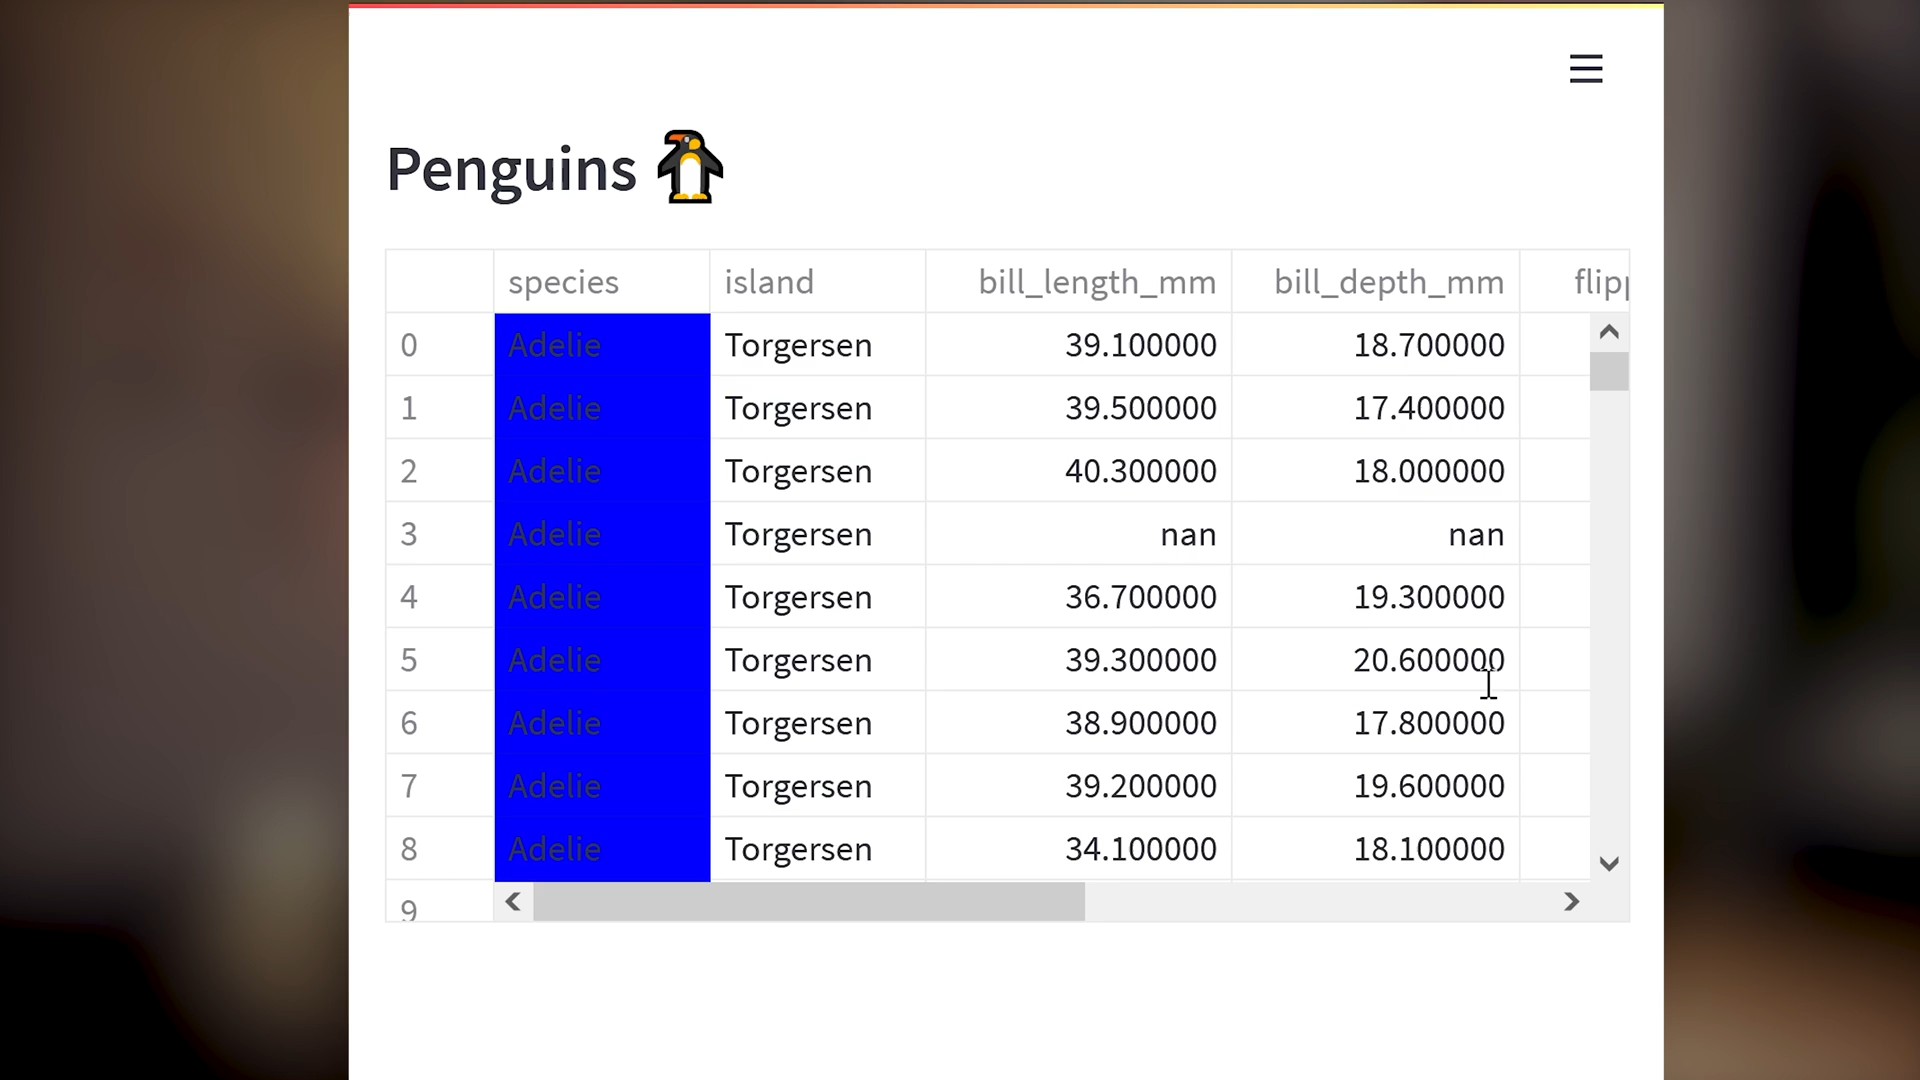 Penguins
species island bill_length_mm bill_depth_mm
0 Adelie Torgersen 39.100000 18.700000
1 Adelie Torgersen 39.500000 17.400000
2 Adelie Torgersen 40.300000 18.000000
3 Adelie Torgersen nan nan
4 Adelie Torgersen 36.700000 19.300000
5 Adelie Torgersen 39.300000 20.600000
6 Adelie Torgersen 38.900000 17.800000
7 Adelie Torgersen 39.200000 19.600000
8 Adelie Torgersen 34.100000 18.100000
9